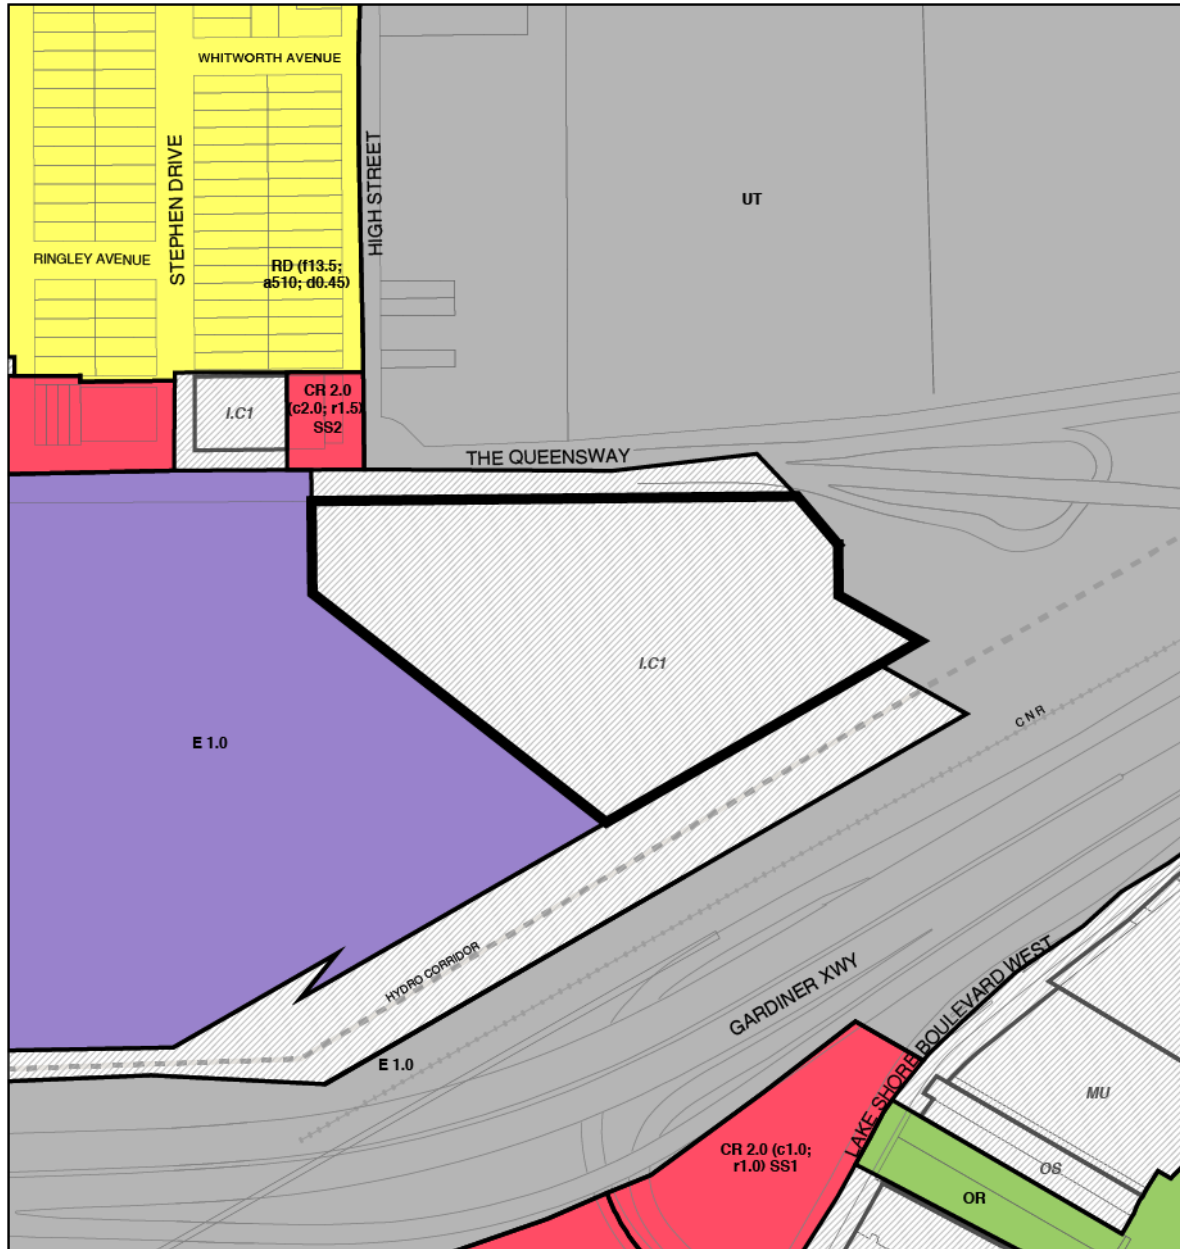 WHITWORTH AVENUE
STEPHEN DRIVE
HIGH STREET
UT
RINGLEY AVENUE
RD (f13.5;
a510; d0.45)
I.C1
CR 2.0
(c2.0; r1.5)
SS2
THE QUEENSWAY
I.C1
E 1.0
CNR
HYDRO CORRIDOR
GARDINER XWY
LAKE SHORE BOULEVARD WEST
E 1.0
MU
CR 2.0 (c1.0;
r1.0) SS1
OS
OR